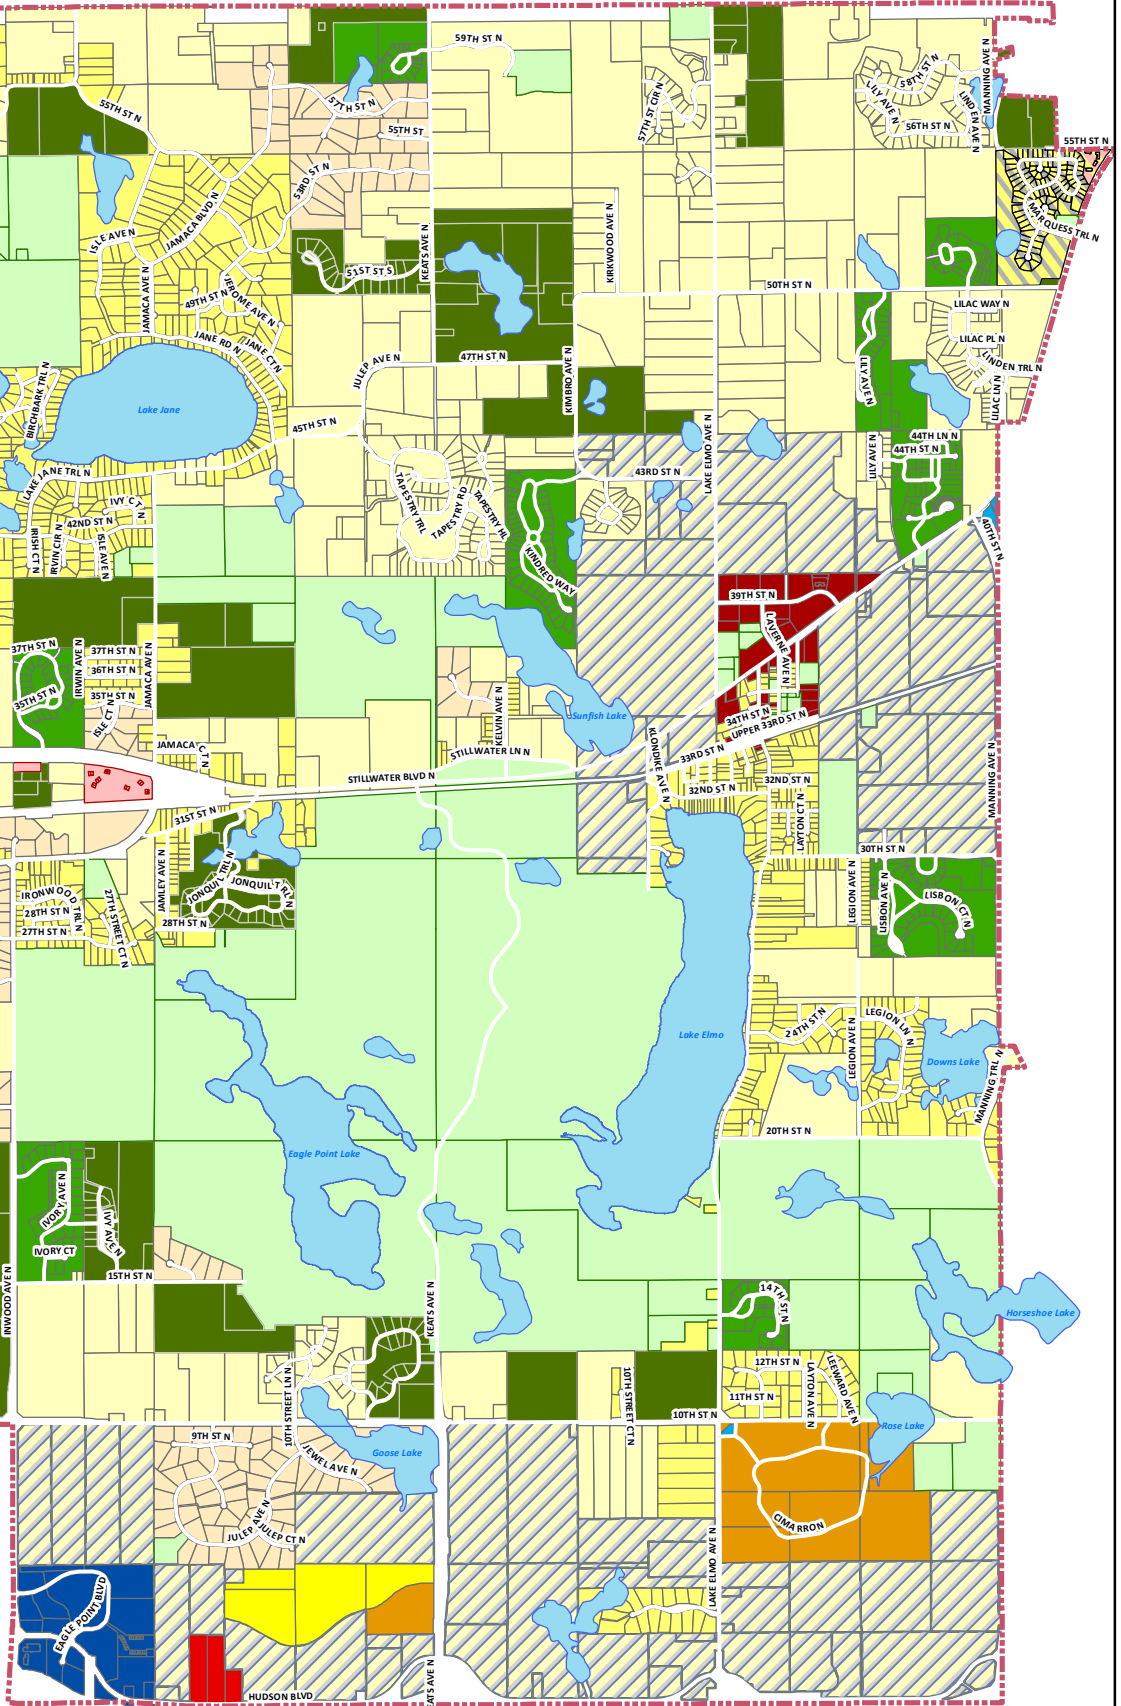 59TH ST N
58TH ST N
MANNING AVE N
57TH ST N
55TH ST N
57TH ST CIR N
LILY AVE N
LINDEN AVE N
56TH ST N
55TH ST
55TH ST N
53RD ST N
JAMACA BLVD N
MARQUESS TRL N
ISLE AVE N
KEATS AVE N
KIRKWOOD AVE N
51ST ST S
JAMACA AVE N
49TH ST N
JEROME AVE N
50TH ST N
LILAC WAY N
JANE RD N
JANE CT N
LILAC PL N
47TH ST N
JULEP AVE N
LINDEN TRL N
BIRCHBARK TRL N
KIMBRO AVE N
LILY AVE N
LILAC LN N
Lake Jane
45TH ST N
44TH LN N
44TH ST N
LAKE ELMO AVE N
LILY AVE N
LAKE JANE TRL N
43RD ST N
TAPESTRY TRL
TAPESTRY RD
TAPESTRY HL
IVY CT N
42ND ST N
IRISH CT N
IRVIN CIR N
ISLE AVE N
40TH ST N
KINDRED WAY
39TH ST N
LAVERNE AVE N
37TH ST N
37TH ST N
36TH ST N
IRWIN AVE N
JAMACA AVE N
35TH ST N
35TH ST N
ISLE CT N
KELVIN AVE N
Sunfish Lake
34TH ST N
UPPER 33RD ST N
JAMACA CT N
STILLWATER LN N
33RD ST N
KLONDIKE AVE N
MANNING AVE N
STILLWATER BLVD N
32ND ST N
32ND ST N
31ST ST N
LAYTON CT N
30TH ST N
JAMLEY AVE N
JONQUIL TRL N
JONQUIL TRL N
LEGION AVE N
LISBON AVE N
LISBON CT N
IRONWOOD TRL N
28TH ST N
27TH ST N
27TH STREET CT N
28TH ST N
24TH ST N
LEGION LN N
LEGION AVE N
Lake Elmo
Downs Lake
MANNING TRL N
20TH ST N
Eagle Point Lake
IVORY AVE N
IVY AVE N
IVORY CT
15TH ST N
INWOOD AVE N
KEATS AVE N
14TH ST N
Horseshoe Lake
12TH ST N
11TH ST N
LAYTON AVE N
LEEWARD AVE N
10TH STREET LN N
10TH STREET CT N
10TH ST N
Rose Lake
9TH ST N
JEWEL AVE N
Goose Lake
JULEP AVE N
JULEP CT N
CIMARRON
LAKE ELMO AVE N
EAGLE POINT BLVD
HUDSON BLVD
EATS AVE N